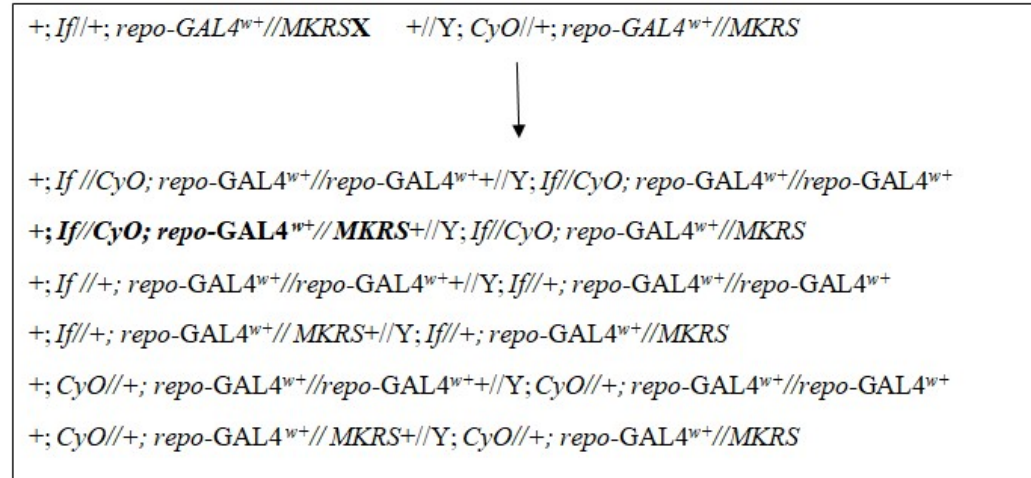 +; If//+; repo-GAL4ʷ⁺//MKRSX +//Y; CyO//+; repo-GAL4ʷ⁺//MKRS
+; If //CyO; repo-GAL4ʷ⁺//repo-GAL4ʷ⁺+//Y; If//CyO; repo-GAL4ʷ⁺//repo-GAL4ʷ⁺
+; If//CyO; repo-GAL4ʷ⁺// MKRS+//Y; If//CyO; repo-GAL4ʷ⁺//MKRS
+; If //+; repo-GAL4ʷ⁺//repo-GAL4ʷ⁺+//Y; If//+; repo-GAL4ʷ⁺//repo-GAL4ʷ⁺
+; If//+; repo-GAL4ʷ⁺// MKRS+//Y; If//+; repo-GAL4ʷ⁺//MKRS
+; CyO//+; repo-GAL4ʷ⁺//repo-GAL4ʷ⁺+//Y; CyO//+; repo-GAL4ʷ⁺//repo-GAL4ʷ⁺
+; CyO//+; repo-GAL4ʷ⁺// MKRS+//Y; CyO//+; repo-GAL4ʷ⁺//MKRS